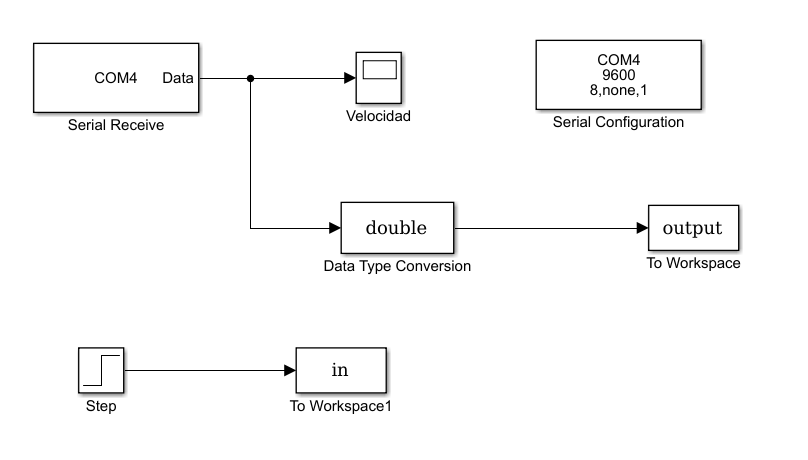 COM4
Data
Serial Receive
Velocidad
COM4
9600
8,none,1
Serial Configuration
double
Data Type Conversion
output
To Workspace
Step
in
To Workspace1